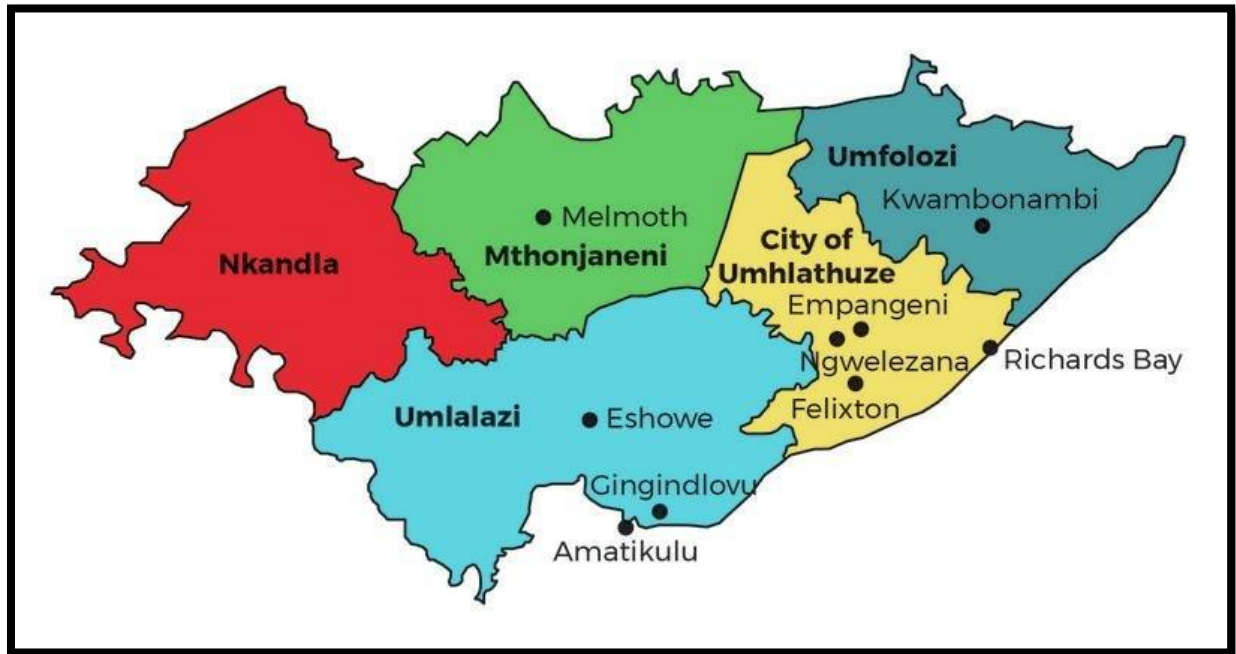 Umfolozi
Kwambonambi
Melmoth
Mthonjaneni
City of
Umhlathuze
Nkandla
Empangeni
Ngwelezana
Richards Bay
Felixton
Umlalazi
Eshowe
Gingindlovu
Amatikulu